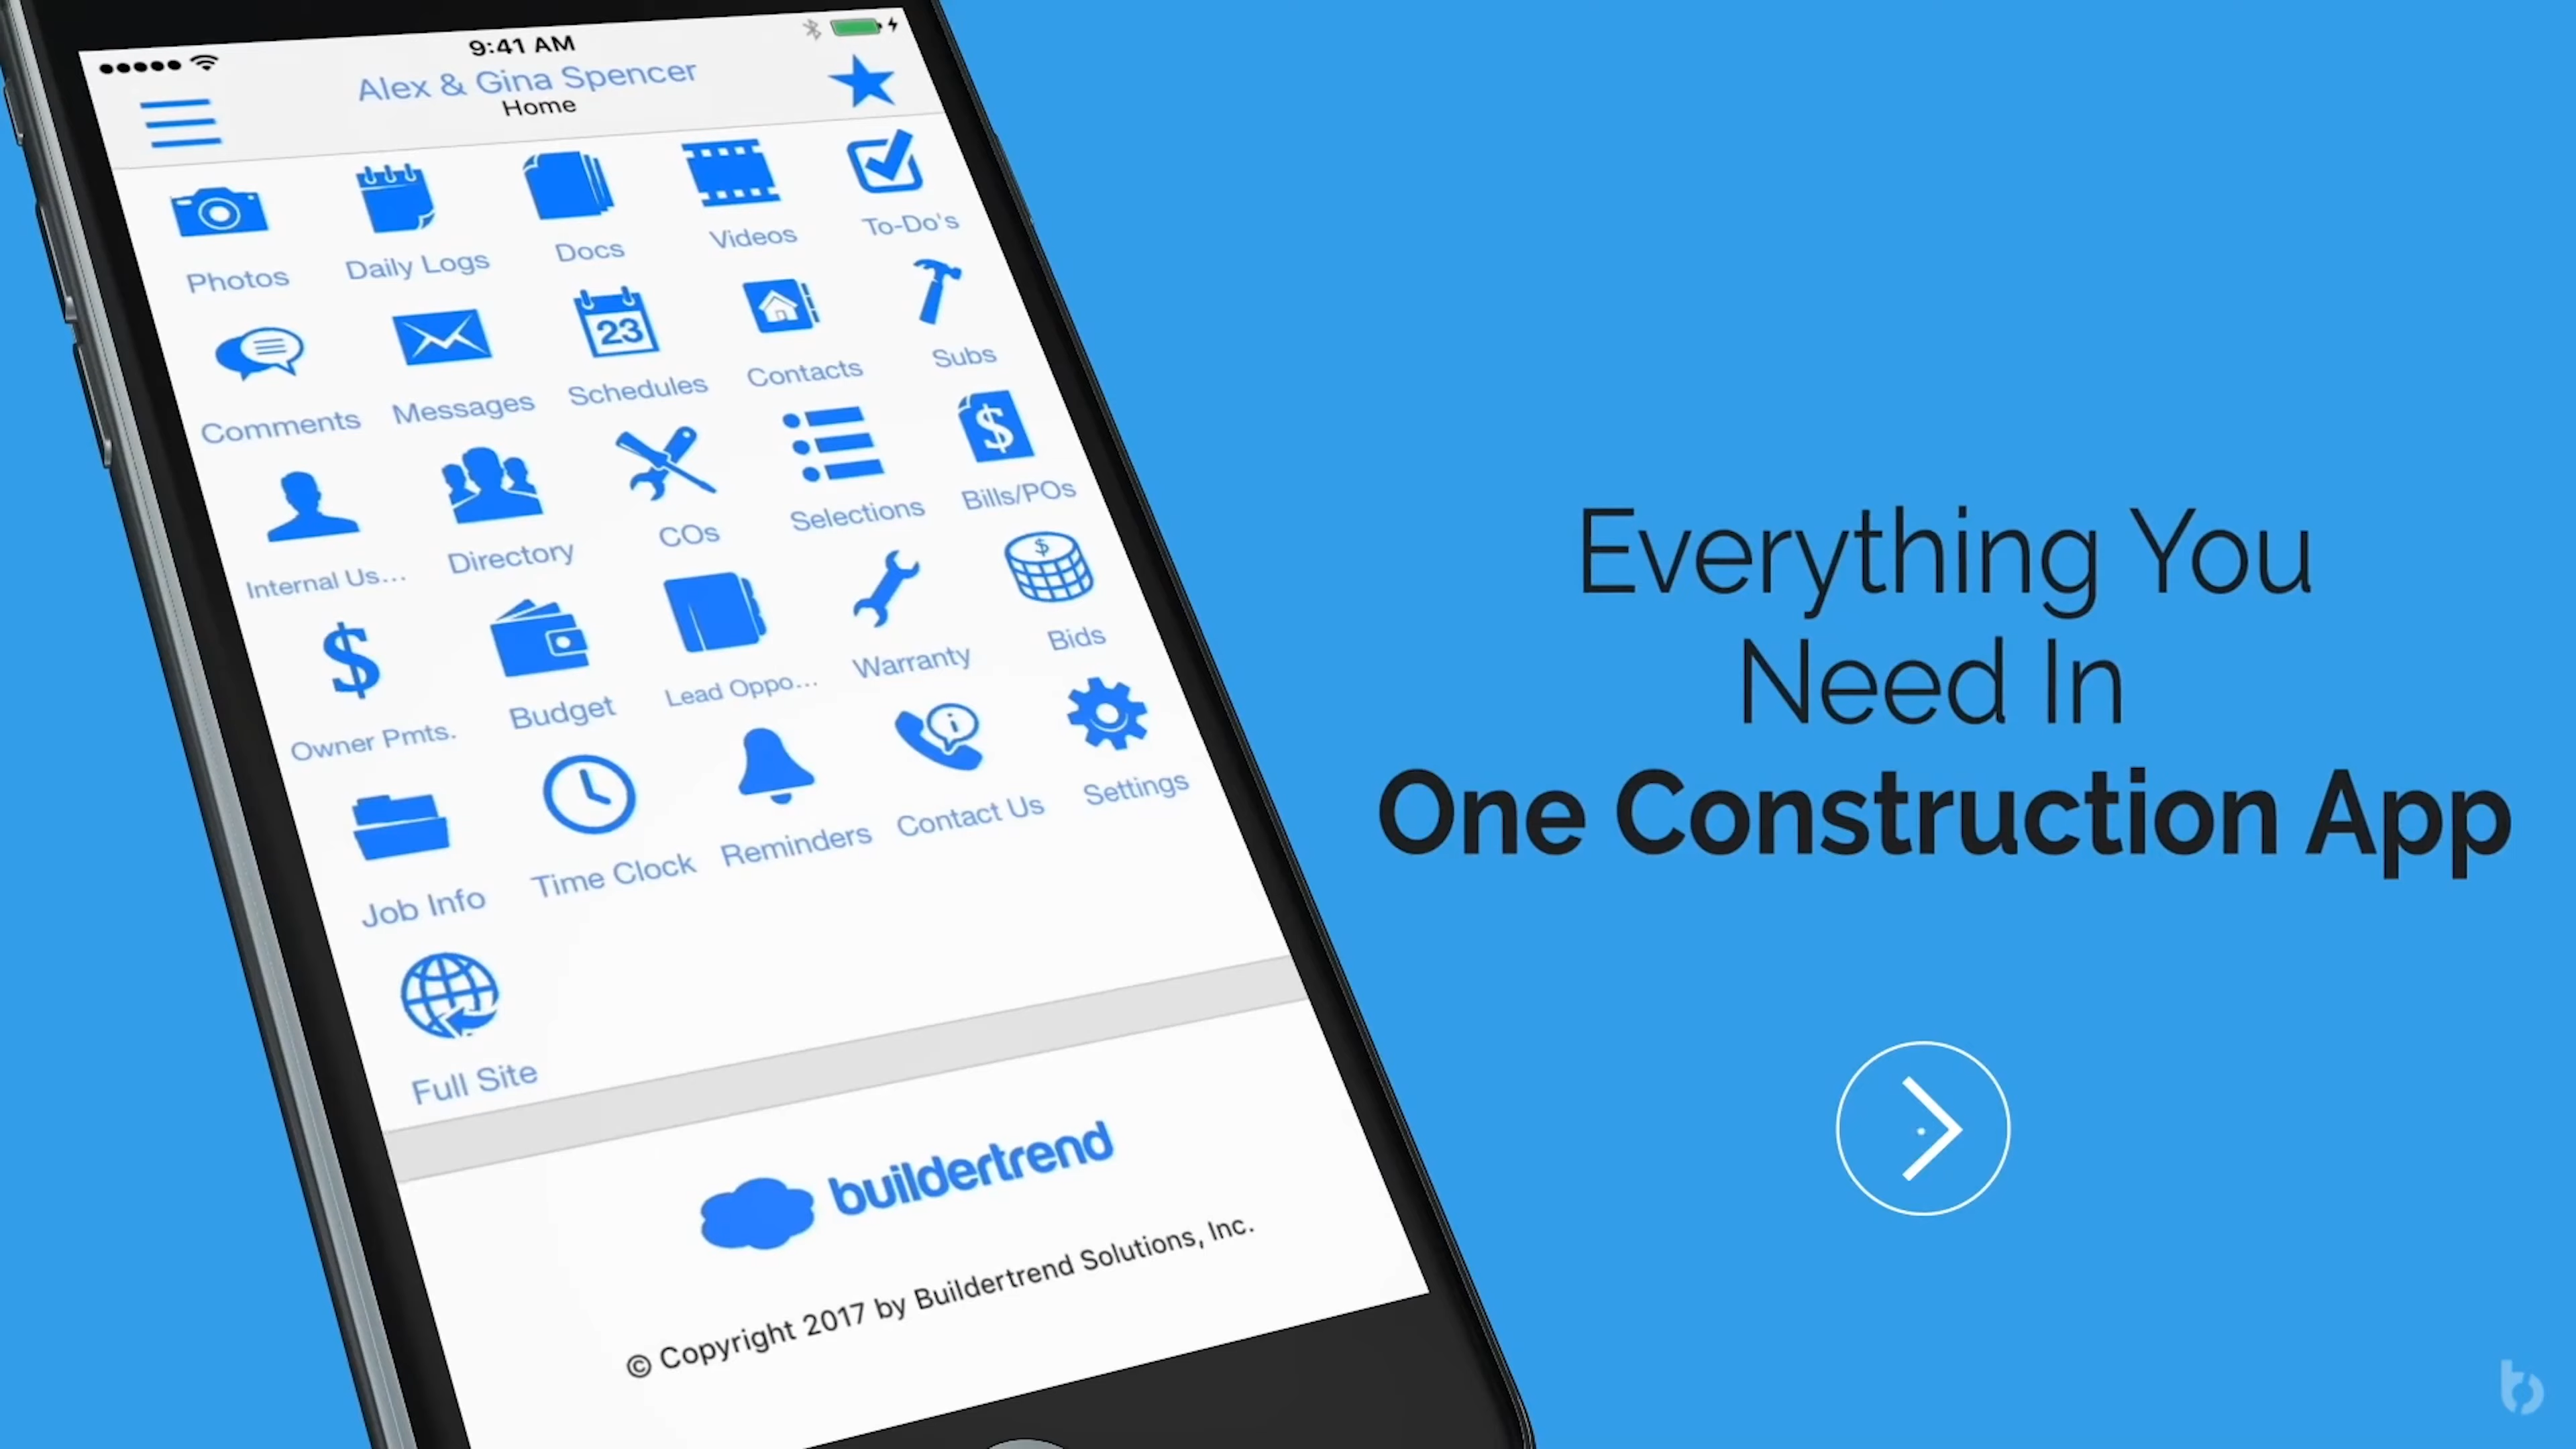 9:41 AM
Alex & Gina Spencer
Home
Photos
Daily Logs
Docs
Videos
To-Do's
Comments
Messages
23
Schedules
Contacts
Subs
Internal Us...
Directory
COs
Selections
$
Bills/POs
$
Owner Pmts.
Budget
Lead Oppo...
Warranty
$
Bids
Job Info
Time Clock
Reminders
i
Contact Us
Settings
Full Site
buildertrend
© Copyright 2017 by Buildertrend Solutions, Inc.
Everything You
Need In
One Construction App